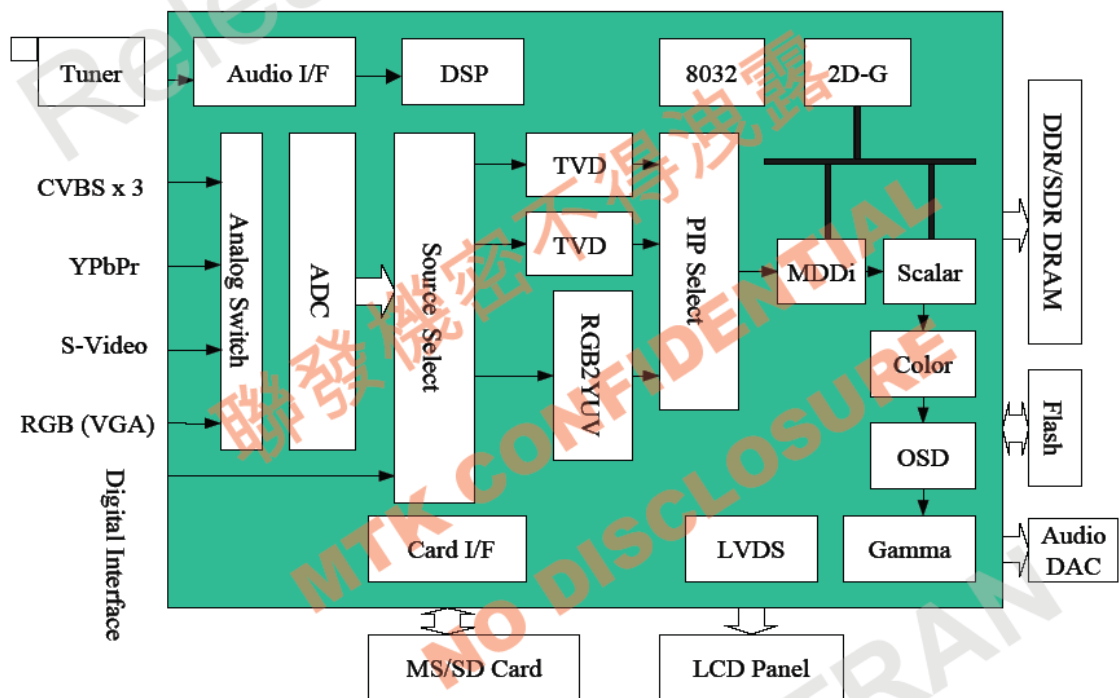 Tuner
Audio I/F
DSP
8032
2D-G
DDR/SDR DRAM
CVBS x 3
YPbPr
S-Video
RGB (VGA)
Digital Interface
Analog Switch
ADC
Source Select
TVD
TVD
RGB2YUV
PIP Select
MDDi
Scalar
Color
OSD
Gamma
Flash
Audio
DAC
Card I/F
LVDS
MS/SD Card
LCD Panel
聯發機密不得洩露
MTK CONFIDENTIAL
NO DISCLOSURE